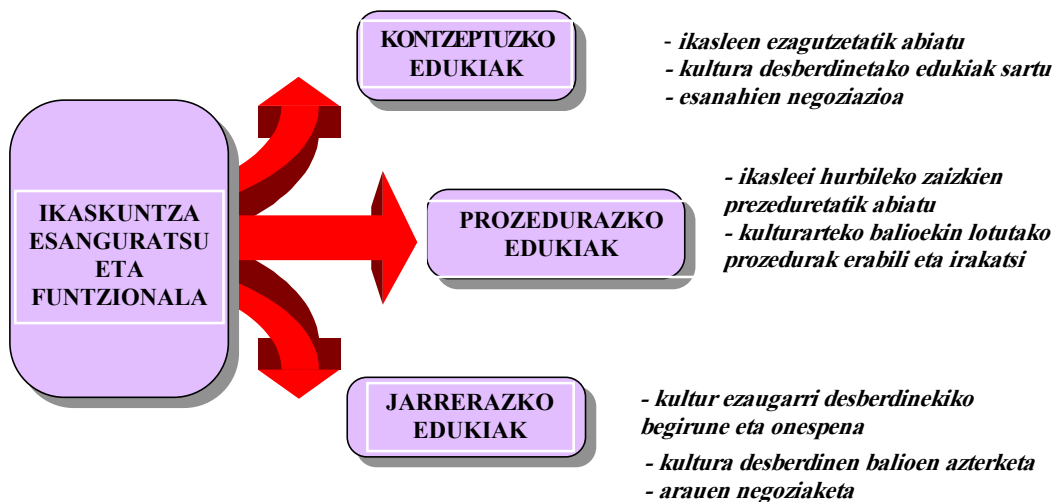 IKASKUNTZA
ESANGURATSU
ETA
FUNTZIONALA
KONTZEPTUZKO
EDUKIAK
- ikasleen ezagutzetatik abiatu
- kultura desberdinetako edukiak sartu
- esanahien negoziazioa
PROZEDURAZKO
EDUKIAK
- ikasleei hurbileko zaizkien
prezeduretatik abiatu
- kulturarteko balioekin lotutako
prozedurak erabili eta irakatsi
JARRERAZKO
EDUKIAK
- kultur ezaugarri desberdinekiko
begirune eta onespena
- kultura desberdinen balioen azterketa
- arauen negoziaketa